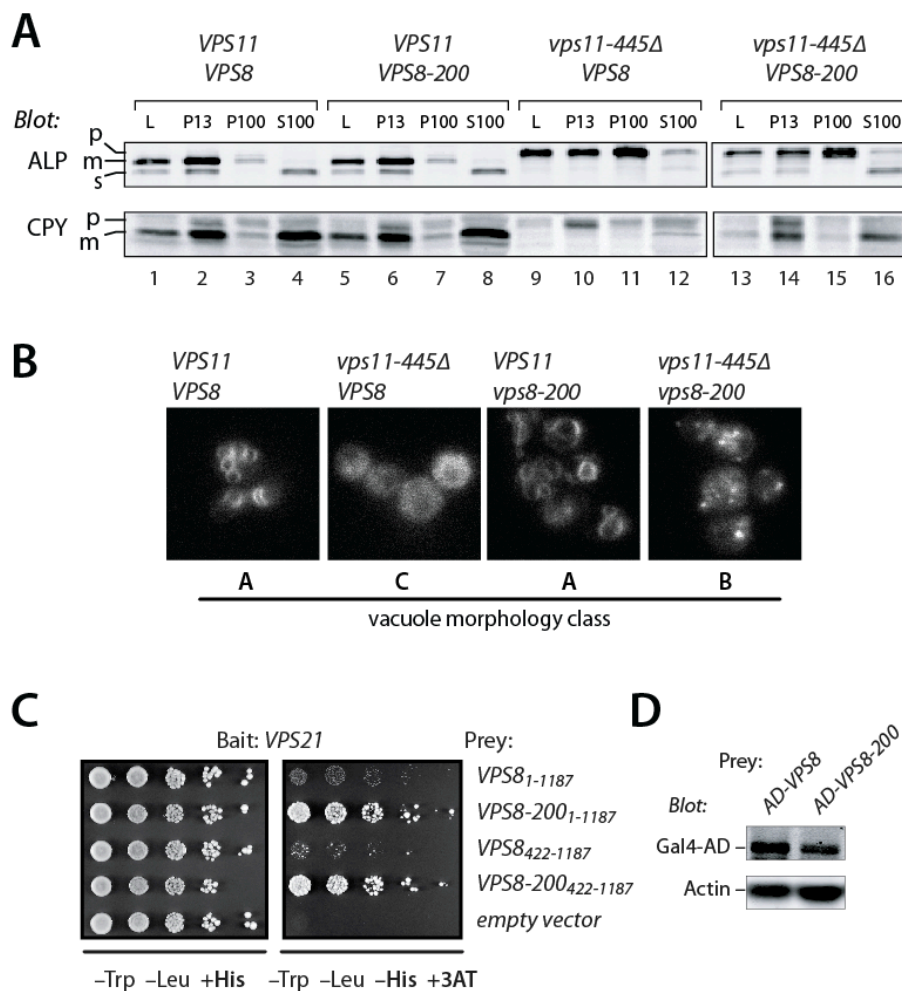 A
VPS11 VPS11 vps11-445Δ vps11-445Δ
VPS8 VPS8-200 VPS8 VPS8-200
Blot: L P13 P100 S100 L P13 P100 S100 L P13 P100 S100 L P13 P100 S100
p
ALP m
s
CPY p
m
1 2 3 4 5 6 7 8 9 10 11 12 13 14 15 16
B
VPS11 vps11-445Δ VPS11 vps11-445Δ
VPS8 VPS8 vps8-200 vps8-200
A C A B
vacuole morphology class
C
Bait: VPS21 Prey:
VPS81-1187
VPS8-2001-1187
VPS8422-1187
VPS8-200422-1187
empty vector
–Trp –Leu +His –Trp –Leu –His +3AT
D
Prey: AD-VPS8 AD-VPS8-200
Blot:
Gal4-AD
Actin